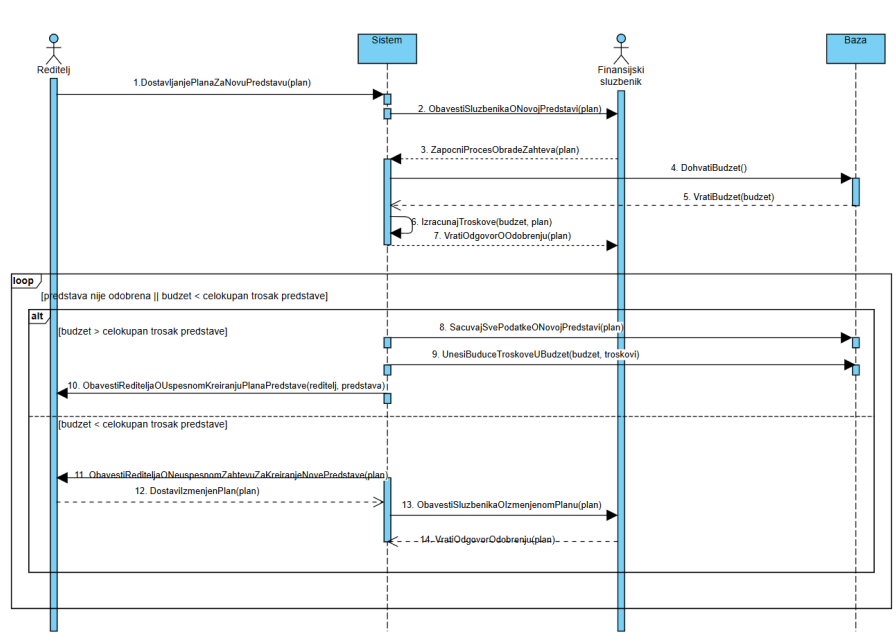 Reditelj
Sistem
Finansijski
sluzbenik
Baza
1.DostavljanjePlanaZaNovuPredstavu(plan)
2. ObavestiSluzbenikaONovojPredstavi(plan)
3. ZapocniProcesObradeZahteva(plan)
4. DohvatiBudzet()
5. VratiBudzet(budzet)
6. IzracunajTroskove(budzet, plan)
7. VratiOdgovorOOdobrenju(plan)
loop
[predstava nije odobrena || budzet < celokupan trosak predstave]
alt
[budzet > celokupan trosak predstave]
8. SacuvajSvePodatkeONovojPredstavi(plan)
9. UnesiBuduceTroskoveUBudzet(budzet, troskovi)
10. ObavestiRediteljaOUspesnomKreiranjuPlanaPredstave(reditelj, predstava)
[budzet < celokupan trosak predstave]
11. ObavestiRediteljaONeuspesnomZahtevuZaKreiranjeNovePredstave(plan)
12. DostaviIzmenjenPlan(plan)
13. ObavestiSluzbenikaOIzmenjenomPlanu(plan)
14. VratiOdgovorOdobrenju(plan)